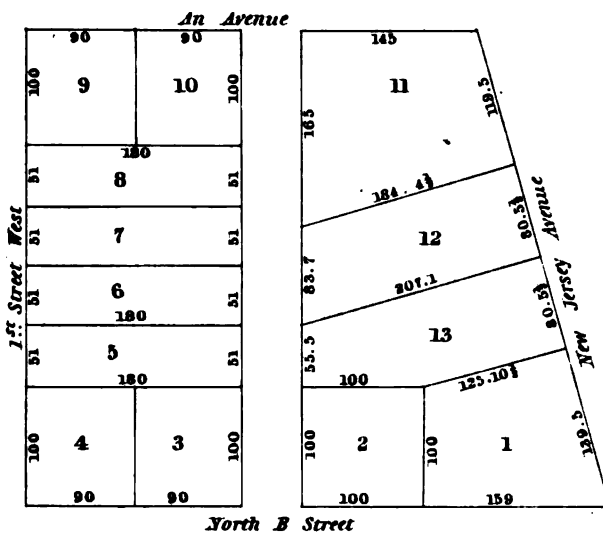 An Avenue
90 90 145
100 9 10 100 11 119.5
165
180
51 8 51
184.4½
51 7 51 12 80.5¾
83.7
51 6 51 207.1
180
13 80.5¾
51 5 51 55.5
180 100 125.10½
100 4 3 100 100 2 100 1 139.5
90 90 100 159
North B Street
1st Street West
New Jersey Avenue